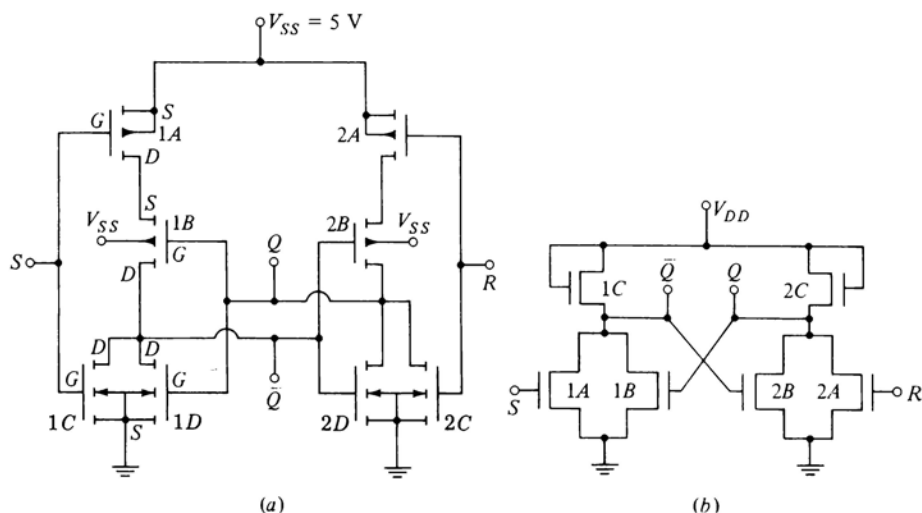 V_SS = 5 V
S
G 1A 2A
D
S
V_SS 1B 2B V_SS
G
S D Q R
D D
Q̄
G G
1C S 1D 2D 2C
(a)
V_DD
Q̄ Q
1C 2C
1A 1B 2B 2A
S R
(b)